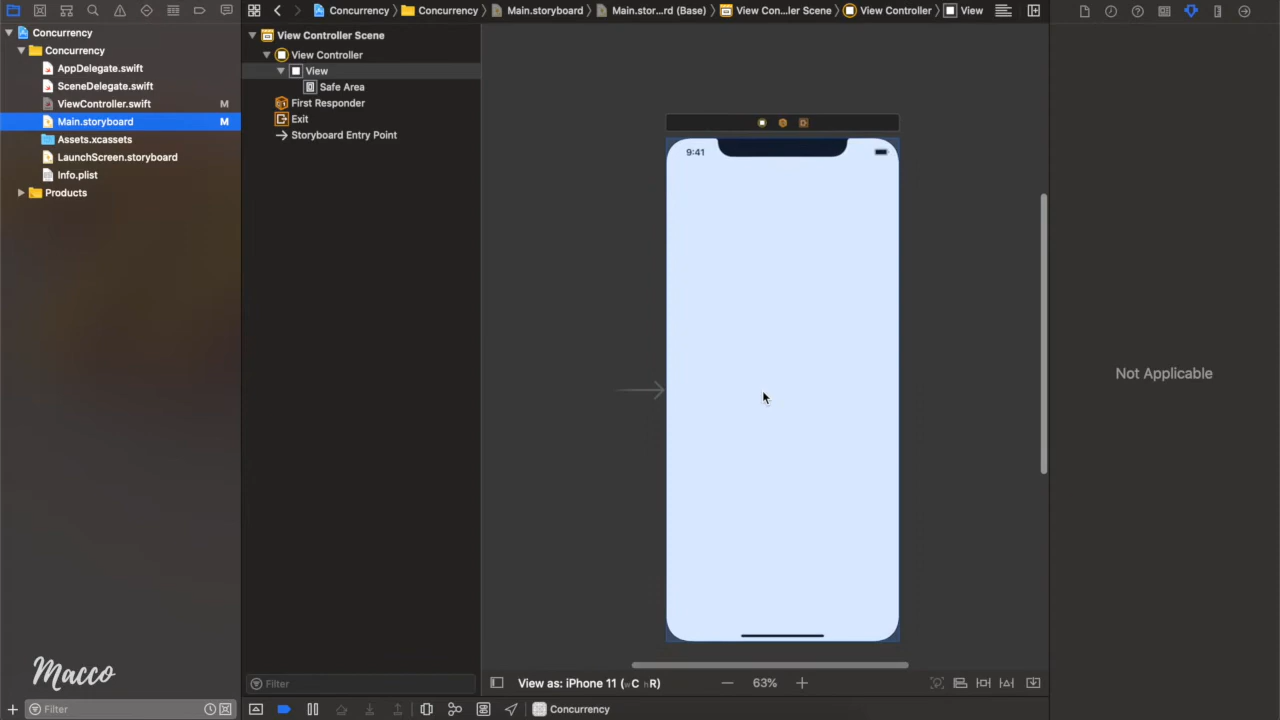 Concurrency
Concurrency
AppDelegate.swift
SceneDelegate.swift
ViewController.swift M
Main.storyboard M
Assets.xcassets
LaunchScreen.storyboard
Info.plist
Products
Macco
Filter
Concurrency
Concurrency
Main.storyboard
Main.stor...rd (Base)
View Con...ler Scene
View Controller
View
View Controller Scene
View Controller
View
Safe Area
First Responder
Exit
Storyboard Entry Point
Filter
9:41
View as: iPhone 11 (wC hR)
63%
Concurrency
Not Applicable